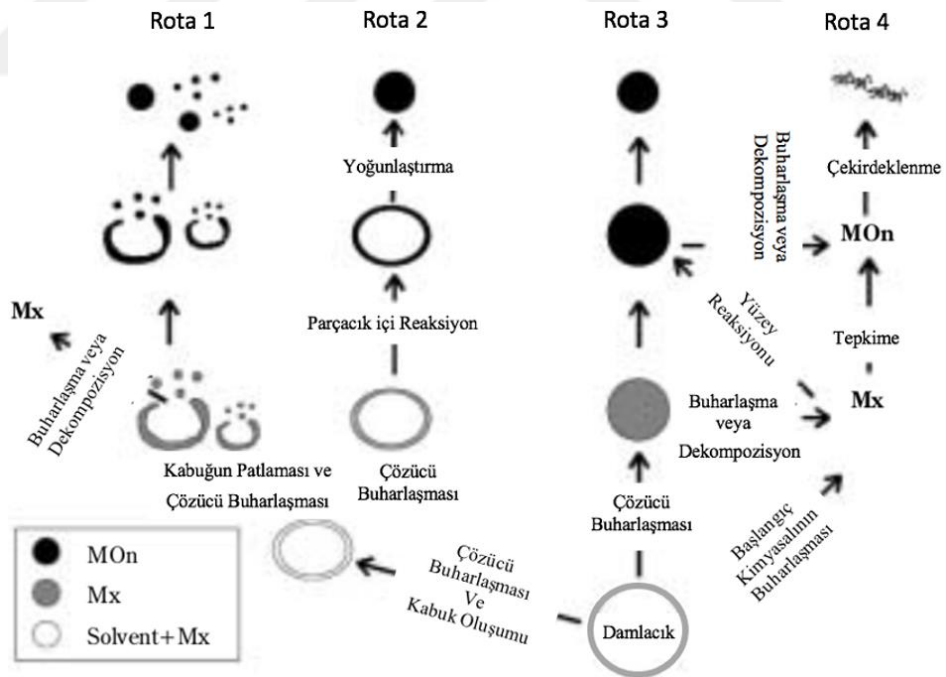 Rota 1
Rota 2
Rota 3
Rota 4
Yoğunlaştırma
Buharlaşma veya
Dekompozisyon
Çekirdeklenme
MOn
Mx
Buharlaşma veya
Dekompozisyon
Parçacık içi Reaksiyon
Yüzey
Reaksiyonu
Tepkime
Mx
Buharlaşma
veya
Dekompozisyon
Kabuğun Patlaması ve
Çözücü Buharlaşması
Çözücü
Buharlaşması
Çözücü
Buharlaşması
Başlangıç
Kimyasalının
Buharlaşması
Çözücü
Buharlaşması
Ve
Kabuk Oluşumu
Damlacık
MOn
Mx
Solvent+Mx